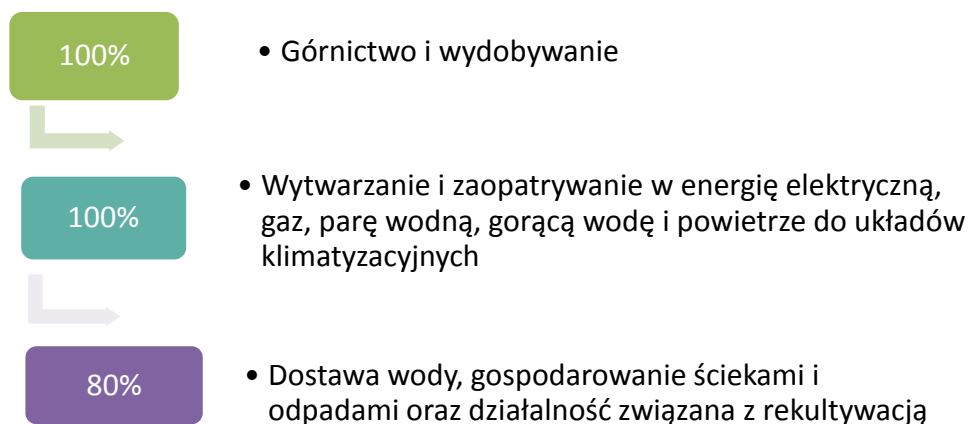 100%
• Górnictwo i wydobywanie
100%
• Wytwarzanie i zaopatrywanie w energię elektryczną,
gaz, parę wodną, gorącą wodę i powietrze do układów
klimatyzacyjnych
80%
• Dostawa wody, gospodarowanie ściekami i
odpadami oraz działalność związana z rekultywacją